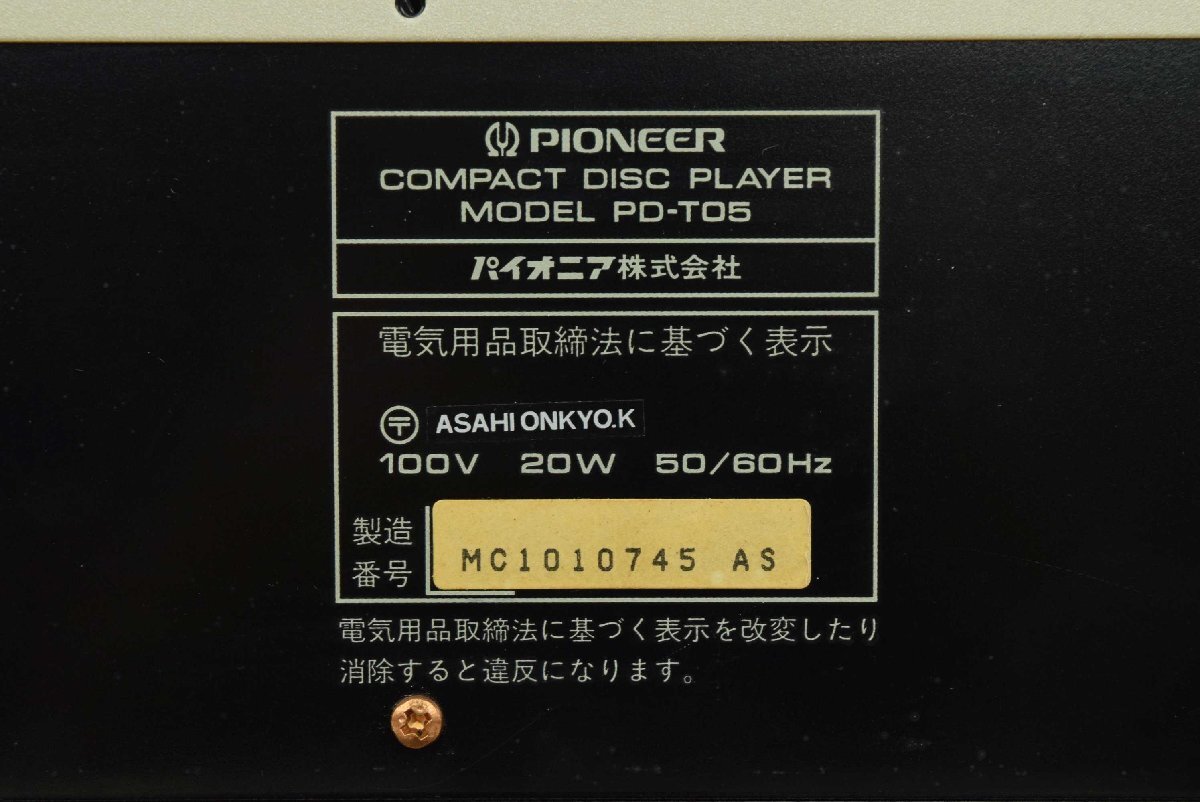 PIONEER
COMPACT DISC PLAYER
MODEL PD-T05
パイオニア株式会社
電気用品取締法に基づく表示
〒 ASAHI ONKYO.K
100V 20W 50/60Hz
製造
番号
MC1010745 AS
電気用品取締法に基づく表示を改変したり
消除すると違反になります。